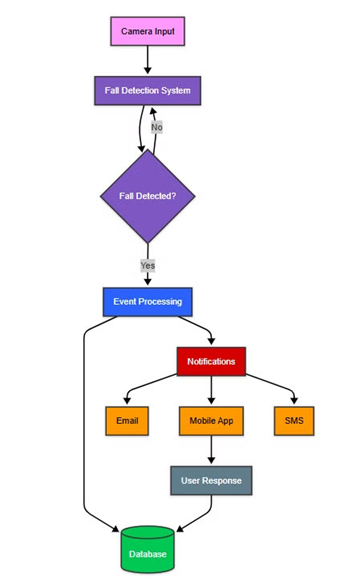 Camera Input
Fall Detection System
No
Fall Detected?
Yes
Event Processing
Notifications
Email
Mobile App
SMS
User Response
Database